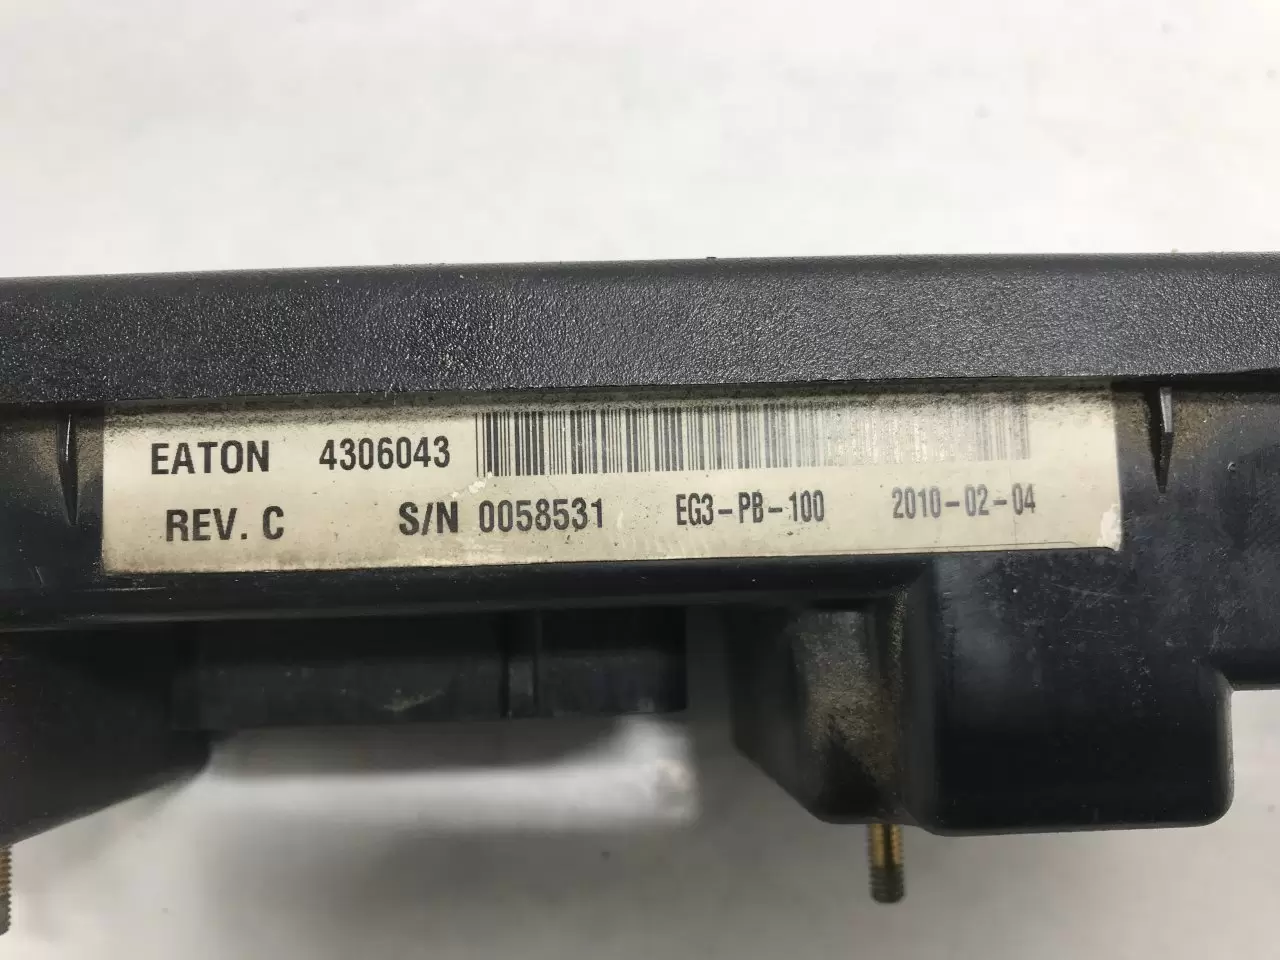 EATON 4306043
REV. C S/N 0058531 EG3-PB-100 2010-02-04